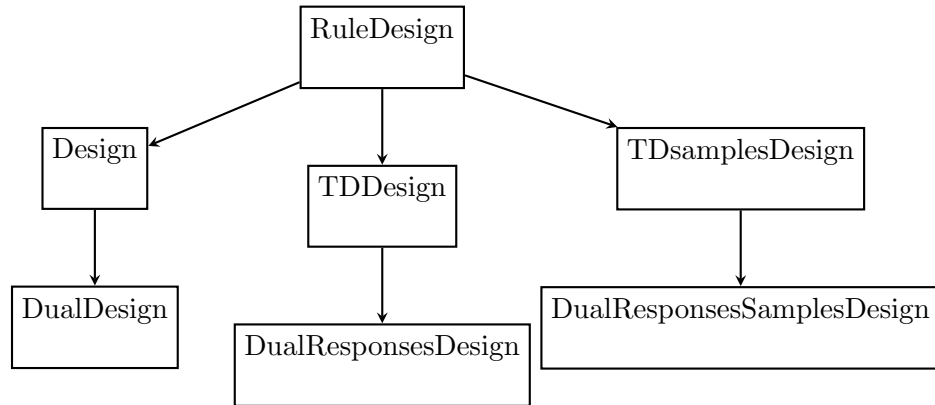 RuleDesign
Design
TDDesign
TDsamplesDesign
DualDesign
DualResponsesDesign
DualResponsesSamplesDesign